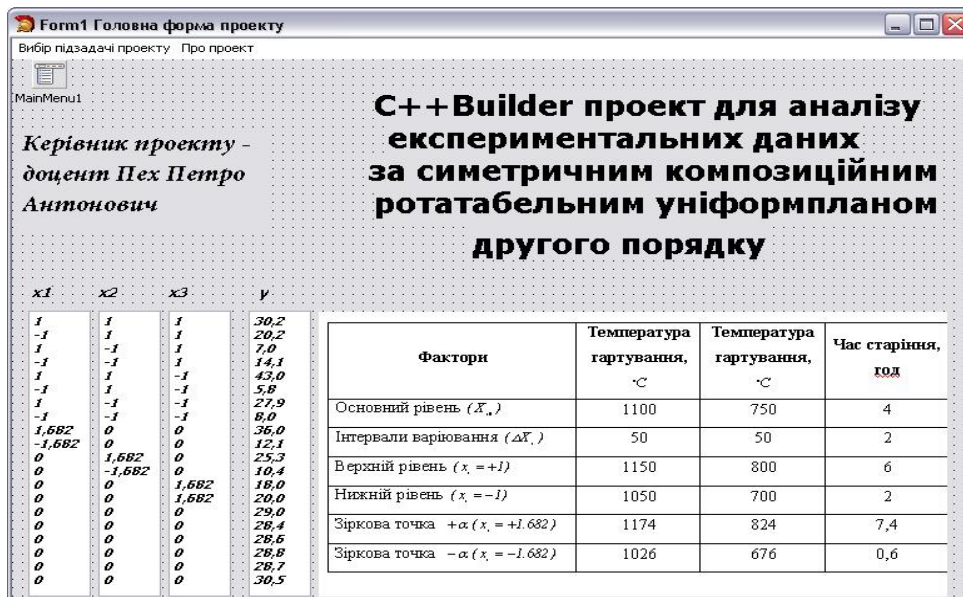 Form1 Головна форма проекту
Вибір підзадачі проекту Про проект
MainMenu1
С++Builder проект для аналізу
експериментальних даних
за симетричним композиційним
ротатабельним уніформпланом
другого порядку
Керівник проекту -
доцент Пех Петро
Антонович
x1 x2 x3 y
1 1 1 30,2
-1 1 1 20,2
1 -1 1 7,0
-1 -1 1 14,1
1 1 -1 43,0
-1 1 -1 5,8
1 -1 -1 27,9
-1 -1 -1 8,0
1,682 0 0 36,0
-1,682 0 0 12,1
0 1,682 0 25,3
0 -1,682 0 10,4
0 0 1,682 18,0
0 0 1,682 20,0
0 0 0 29,0
0 0 0 28,4
0 0 0 28,6
0 0 0 28,8
0 0 0 28,7
0 0 0 30,5
Фактори Температура гартування, °C Температура гартування, °C Час старіння, год
Основний рівень (X) 1100 750 4
Інтервали варіювання (ΔX) 50 50 2
Верхній рівень (x = +1) 1150 800 6
Нижній рівень (x = −1) 1050 700 2
Зіркова точка +α (x = +1.682) 1174 824 7,4
Зіркова точка −α (x = −1.682) 1026 676 0,6